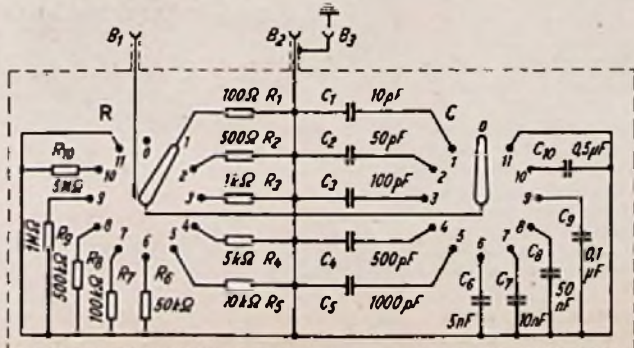 B1 B2 B3
R 100Ω R1 C1 10pF C
500Ω R2 C2 50pF
1kΩ R3 C3 100pF
5kΩ R4 C4 500pF
10kΩ R5 C5 1000pF
0 1 2 3 4 5 6 7 8 9 10 11
R10
5MΩ
1MΩ R9
500kΩ R8
100kΩ R7
R6
50kΩ
0 1 2 3 4 5 6 7 8 9 10 11
C10 0,5µF
C9
0,1
µF
C8
50
nF
C7
10nF
C6
5nF